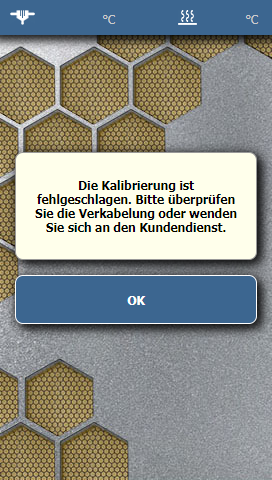 °C °C
Die Kalibrierung ist
fehlgeschlagen. Bitte überprüfen
Sie die Verkabelung oder wenden
Sie sich an den Kundendienst.
OK